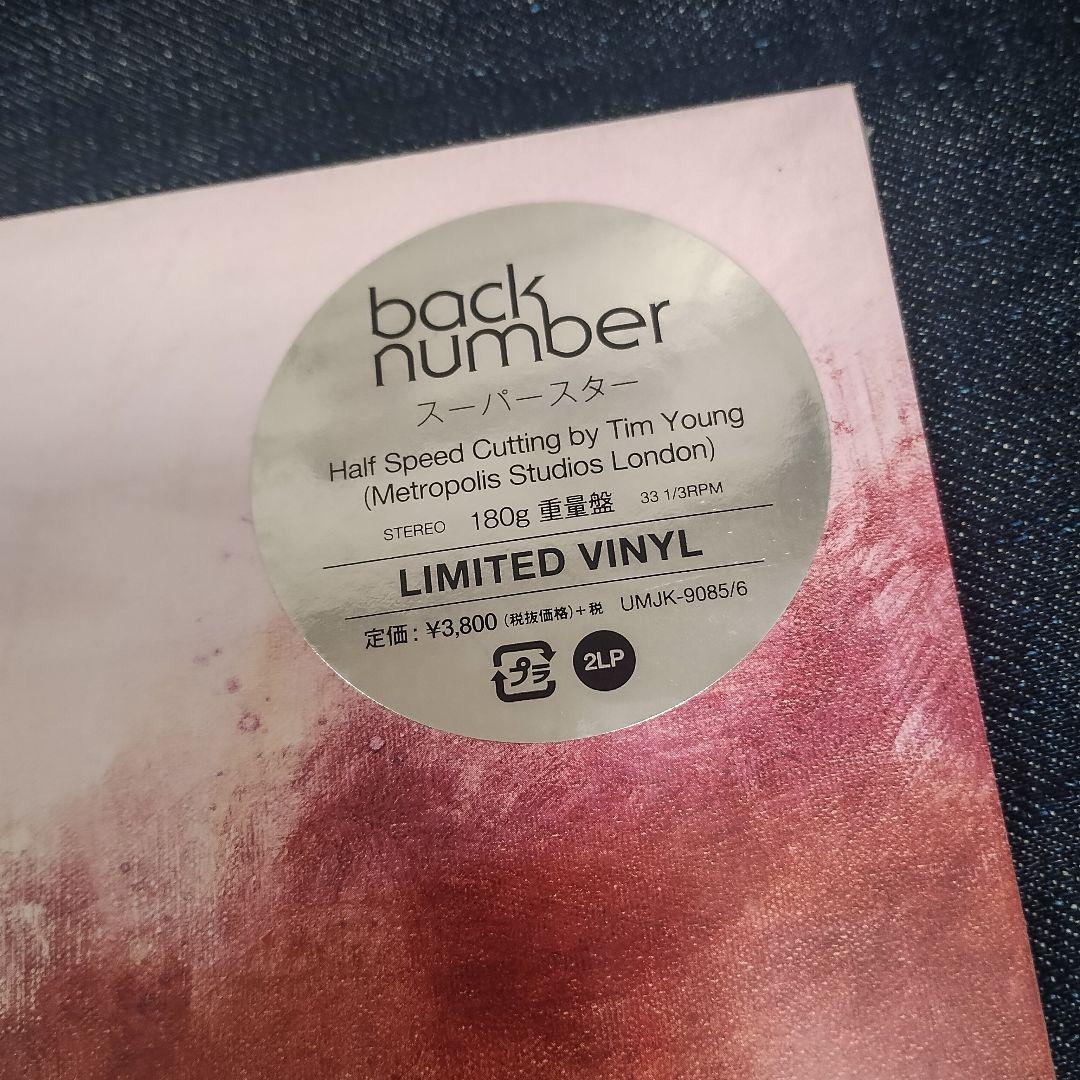 back
number
スーパースター
Half Speed Cutting by Tim Young
(Metropolis Studios London)
STEREO 180g 重量盤 33 1/3RPM
LIMITED VINYL
定価：¥3,800（税抜価格）+税 UMJK-9085/6
プラ 2LP